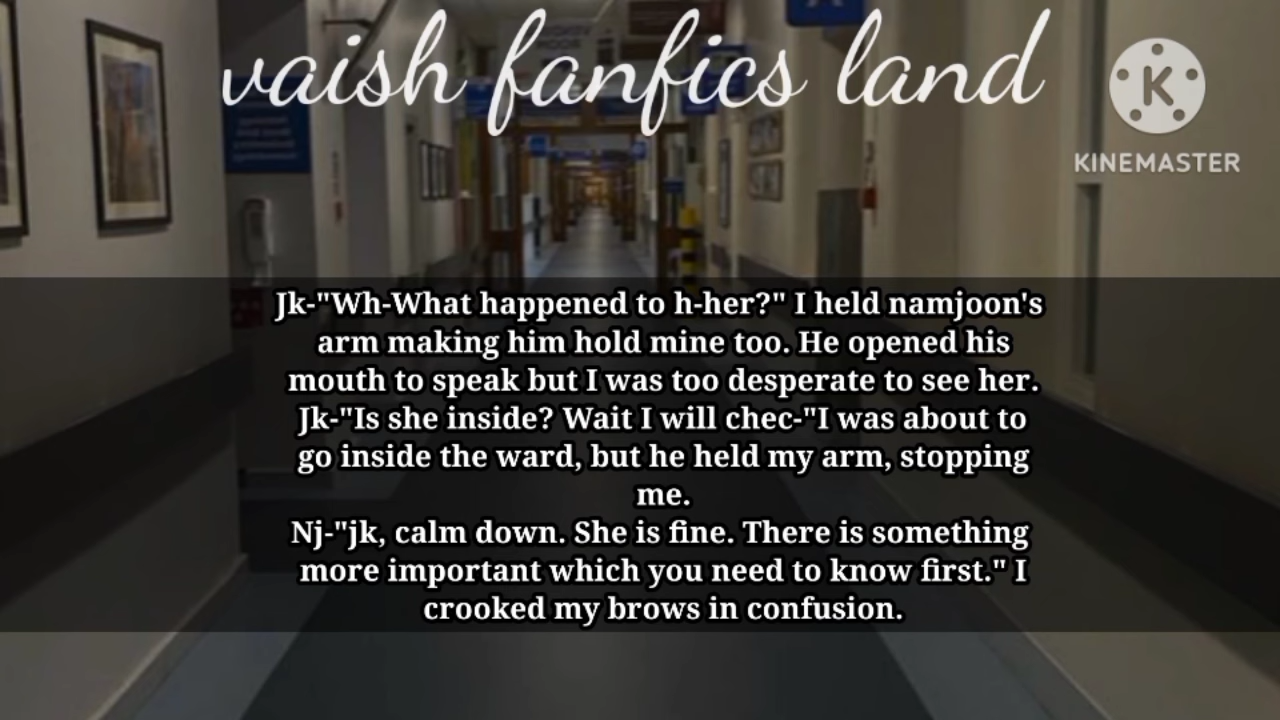 vaish fanfics land
K
KINEMASTER
Jk-"Wh-What happened to h-her?" I held namjoon's
arm making him hold mine too. He opened his
mouth to speak but I was too desperate to see her.
Jk-"Is she inside? Wait I will chec-"I was about to
go inside the ward, but he held my arm, stopping
me.
Nj-"jk, calm down. She is fine. There is something
more important which you need to know first." I
crooked my brows in confusion.